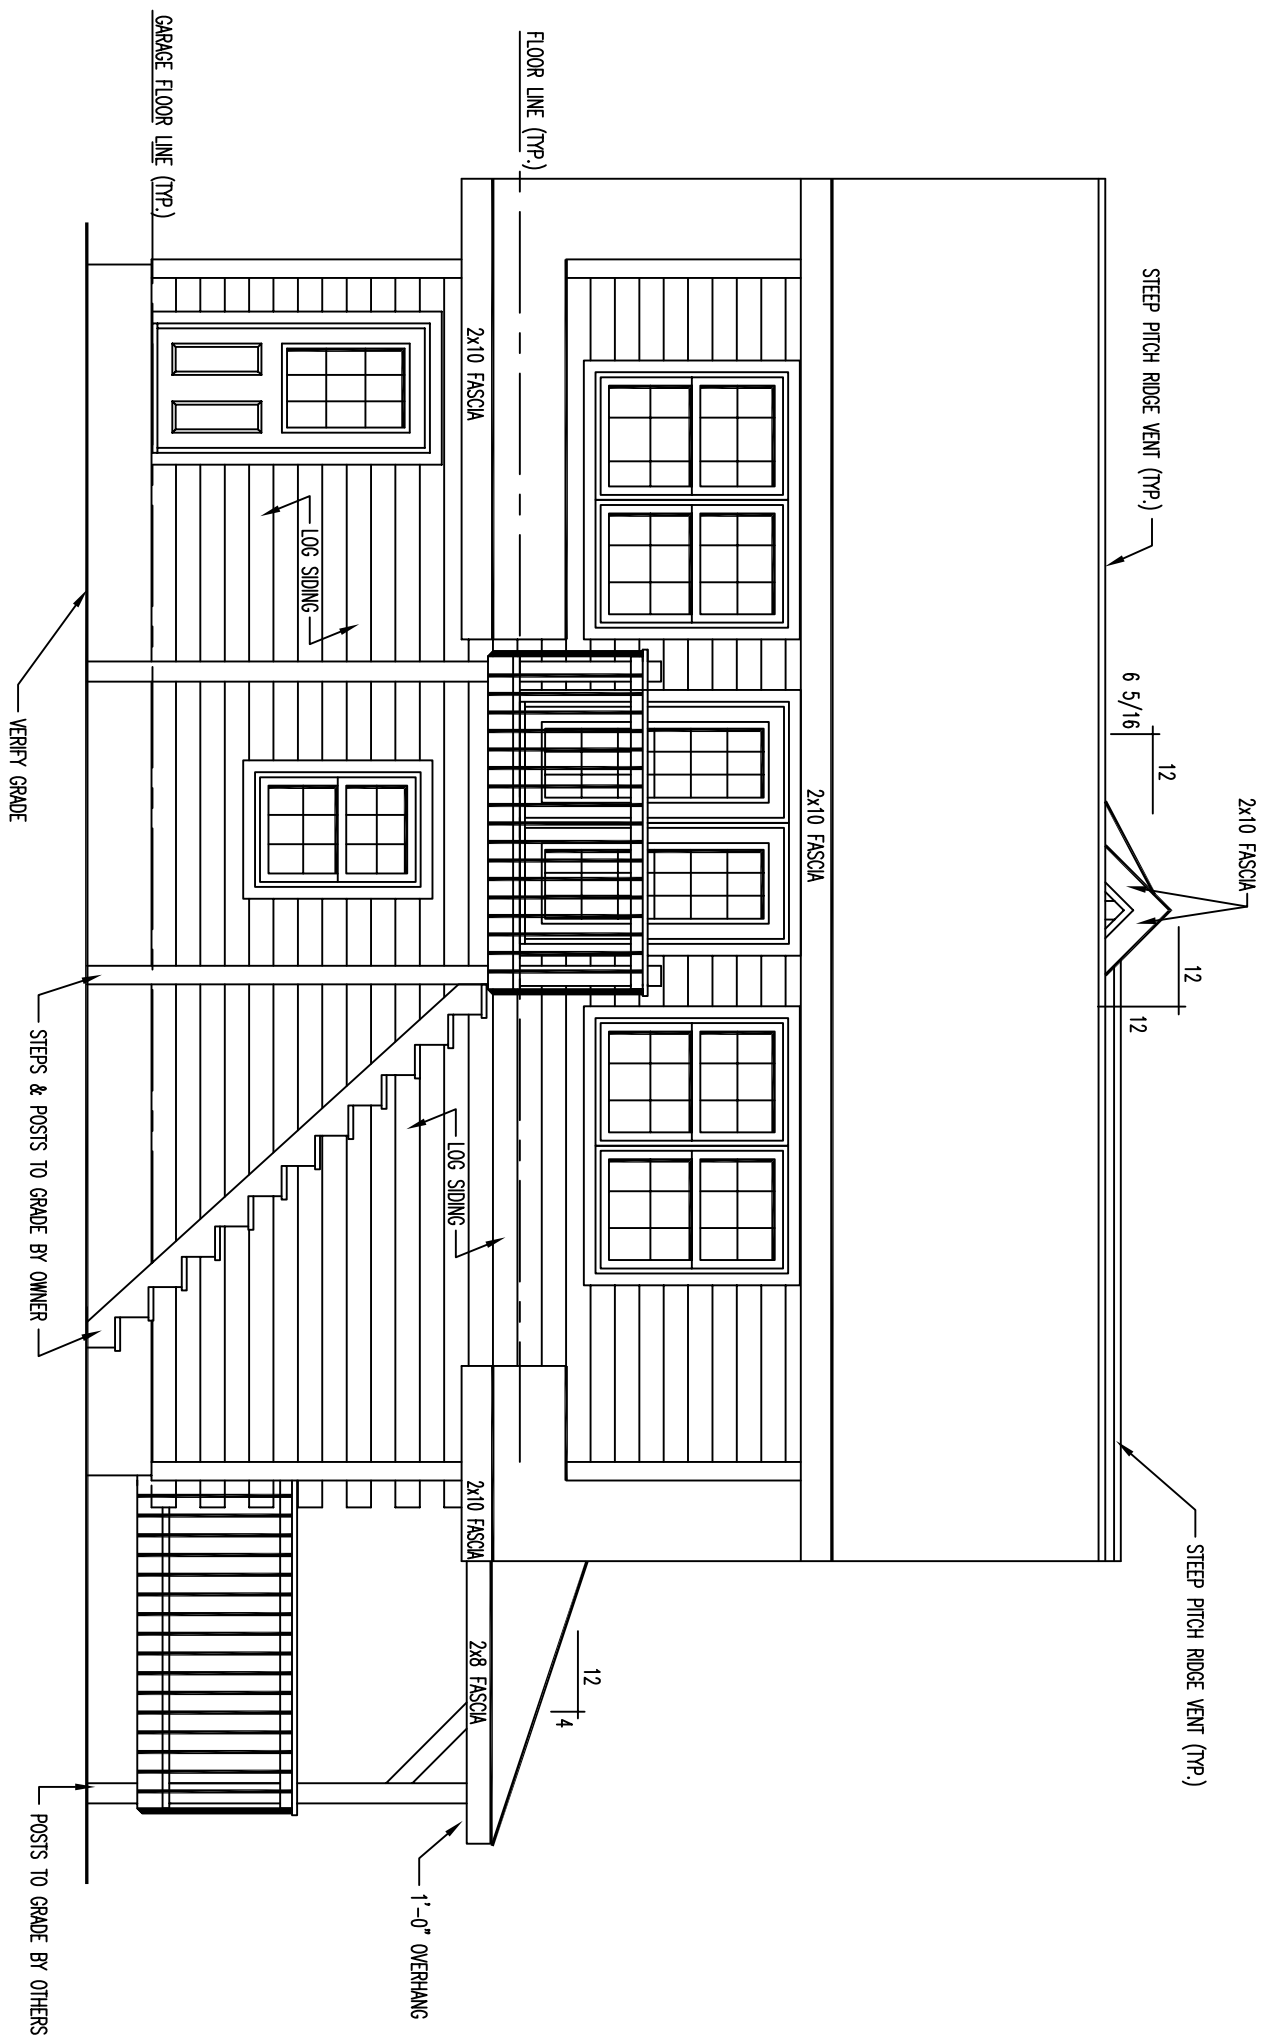 2x10 FASCIA
12
12
6 5/16
12
STEEP PITCH RIDGE VENT (TYP.)
STEEP PITCH RIDGE VENT (TYP.)
2x10 FASCIA
12
4
FLOOR LINE (TYP.)
2x10 FASCIA
2x10 FASCIA
2x8 FASCIA
LOG SIDING
1'-0" OVERHANG
LOG SIDING
GARAGE FLOOR LINE (TYP.)
STEPS & POSTS TO GRADE BY OWNER
POSTS TO GRADE BY OTHERS
VERIFY GRADE